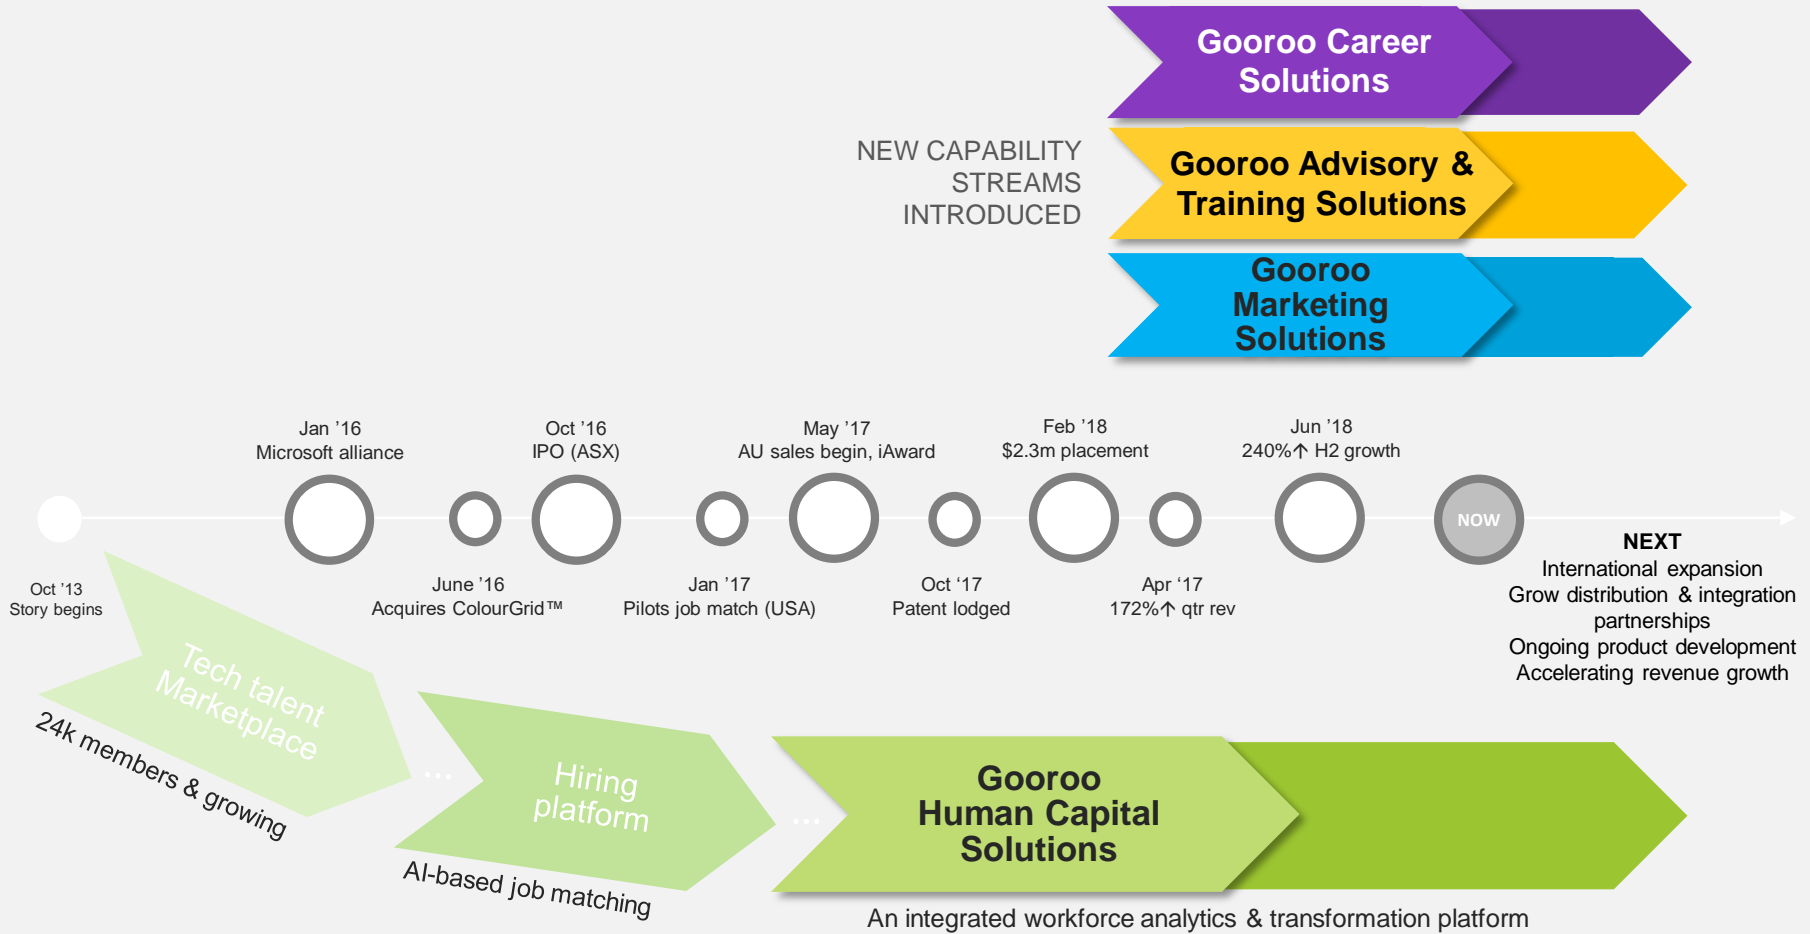 Gooroo Career
Solutions
NEW CAPABILITY
STREAMS
INTRODUCED
Gooroo Advisory &
Training Solutions
Gooroo
Marketing
Solutions
Jan ’16
Microsoft alliance
Oct ’16
IPO (ASX)
May ’17
AU sales begin, iAward
Feb ’18
$2.3m placement
Jun ’18
240%↑ H2 growth
NOW
Oct ’13
Story begins
June ’16
Acquires ColourGrid™
Jan ’17
Pilots job match (USA)
Oct ‘17
Patent lodged
Apr ‘17
172%↑ qtr rev
NEXT
International expansion
Grow distribution & integration
partnerships
Ongoing product development
Accelerating revenue growth
Tech talent
Marketplace
24k members & growing
...
Hiring
platform
AI-based job matching
...
Gooroo
Human Capital
Solutions
An integrated workforce analytics & transformation platform